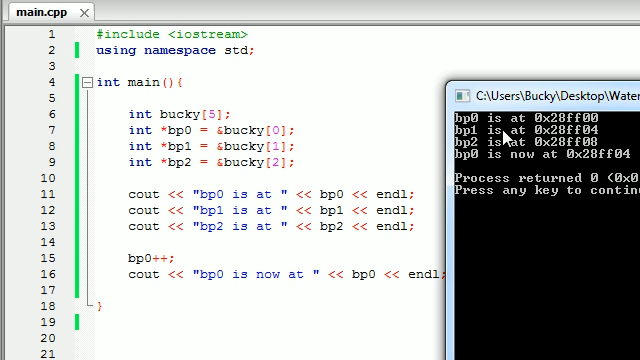 main.cpp
1 #include <iostream>
2 using namespace std;
3
4 int main(){
5
6 int bucky[5];
7 int *bp0 = &bucky[0];
8 int *bp1 = &bucky[1];
9 int *bp2 = &bucky[2];
10
11 cout << "bp0 is at " << bp0 << endl;
12 cout << "bp1 is at " << bp1 << endl;
13 cout << "bp2 is at " << bp2 << endl;
14
15 bp0++;
16 cout << "bp0 is now at " << bp0 << endl;
17
18 }
19
20
21
C:\Users\Bucky\Desktop\Water
bp0 is at 0x28ff00
bp1 is at 0x28ff04
bp2 is at 0x28ff08
bp0 is now at 0x28ff04
Process returned 0 (0x0
Press any key to continu